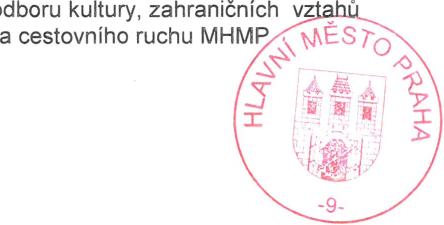 odboru kultury, zahraničních vztahů
a cestovního ruchu MHMP
HLAVNÍ MĚSTO PRAHA
-9-